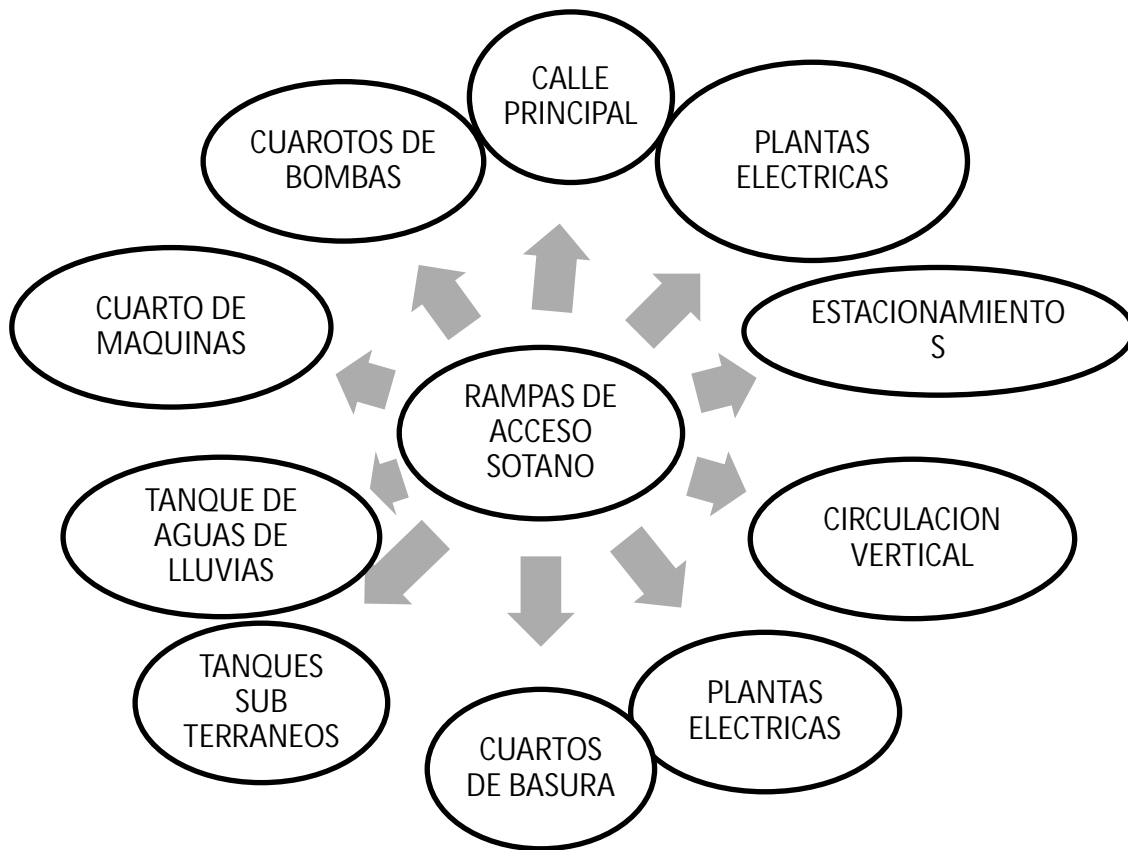 CALLE
PRINCIPAL
CUAROTOS DE
BOMBAS
PLANTAS
ELECTRICAS
CUARTO DE
MAQUINAS
ESTACIONAMIENTO
S
RAMPAS DE
ACCESO
SOTANO
TANQUE DE
AGUAS DE
LLUVIAS
CIRCULACION
VERTICAL
TANQUES
SUB
TERRANEOS
PLANTAS
ELECTRICAS
CUARTOS
DE BASURA